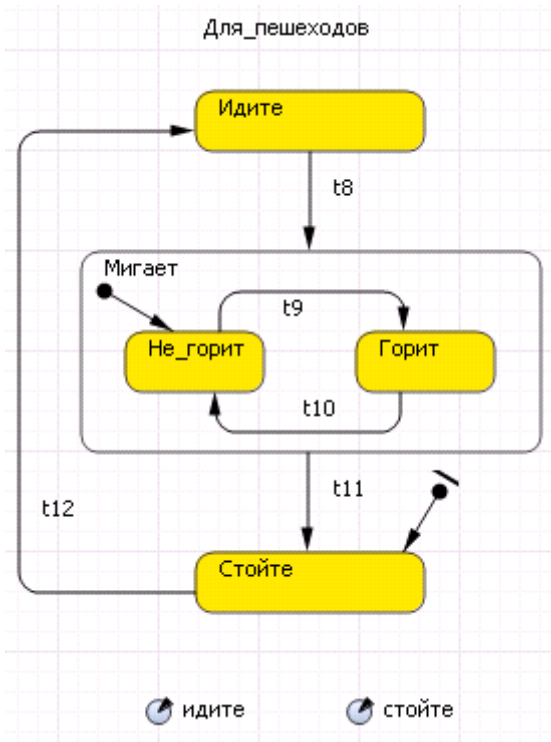 Для_пешеходов
Идите
t8
Мигает
t9
Не_горит
Горит
t10
t11
t12
Стойте
идите
стойте